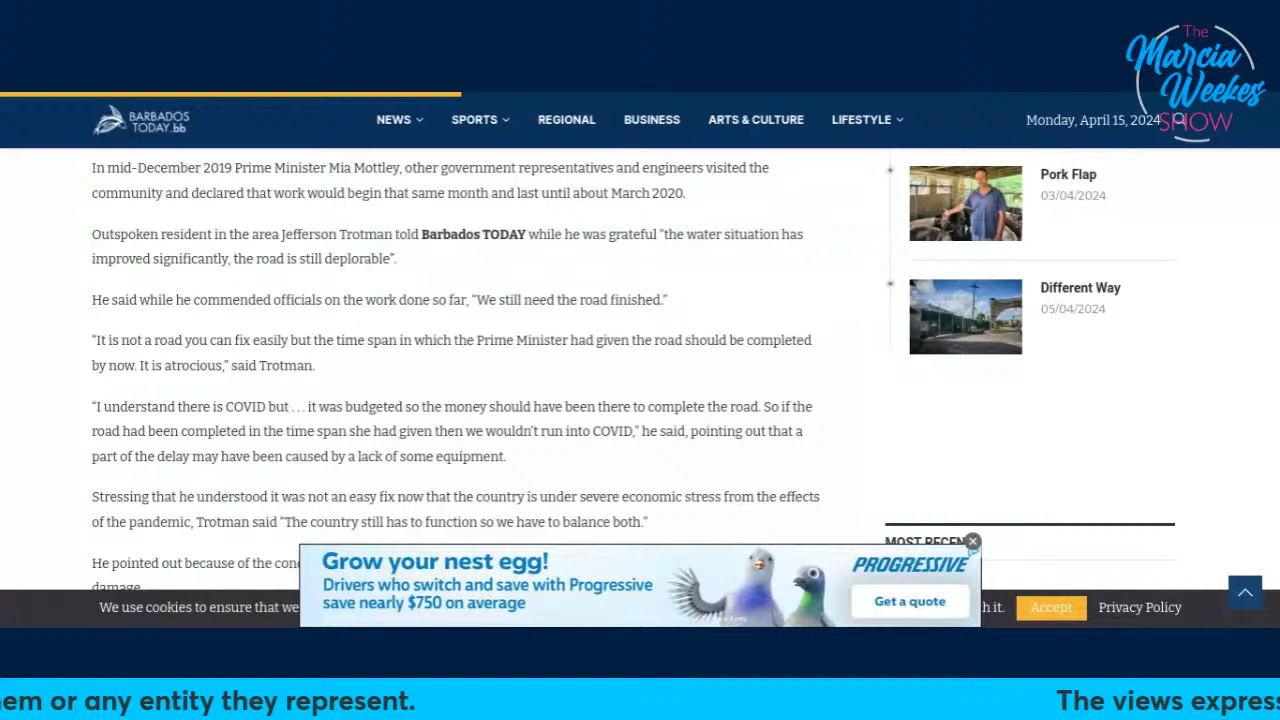 The
Marcia
Weekes
SHOW
BARBADOS
TODAY.bb
NEWS
SPORTS
REGIONAL
BUSINESS
ARTS & CULTURE
LIFESTYLE
Monday, April 15, 2024
In mid-December 2019 Prime Minister Mia Mottley, other government representatives and engineers visited the
community and declared that work would begin that same month and last until about March 2020.
Outspoken resident in the area Jefferson Trotman told Barbados TODAY while he was grateful “the water situation has
improved significantly, the road is still deplorable”.
He said while he commended officials on the work done so far, “We still need the road finished.”
“It is not a road you can fix easily but the time span in which the Prime Minister had given the road should be completed
by now. It is atrocious,” said Trotman.
“I understand there is COVID but . . . it was budgeted so the money should have been there to complete the road. So if the
road had been completed in the time span she had given then we wouldn’t run into COVID,” he said, pointing out that a
part of the delay may have been caused by a lack of some equipment.
Stressing that he understood it was not an easy fix now that the country is under severe economic stress from the effects
of the pandemic, Trotman said “The country still has to function so we have to balance both.”
He pointed out because of the
damage.
Pork Flap
03/04/2024
Different Way
05/04/2024
MOST RECEN
Grow your nest egg!
Drivers who switch and save with Progressive
save nearly $750 on average
PROGRESSIVE
Get a quote
We use cookies to ensure that we
h it.
Accept
Privacy Policy
hem or any entity they represent.
The views express